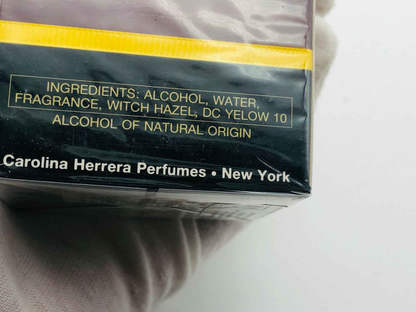 INGREDIENTS: ALCOHOL, WATER,
FRAGRANCE, WITCH HAZEL, DC YELOW 10
ALCOHOL OF NATURAL ORIGIN
Carolina Herrera Perfumes • New York